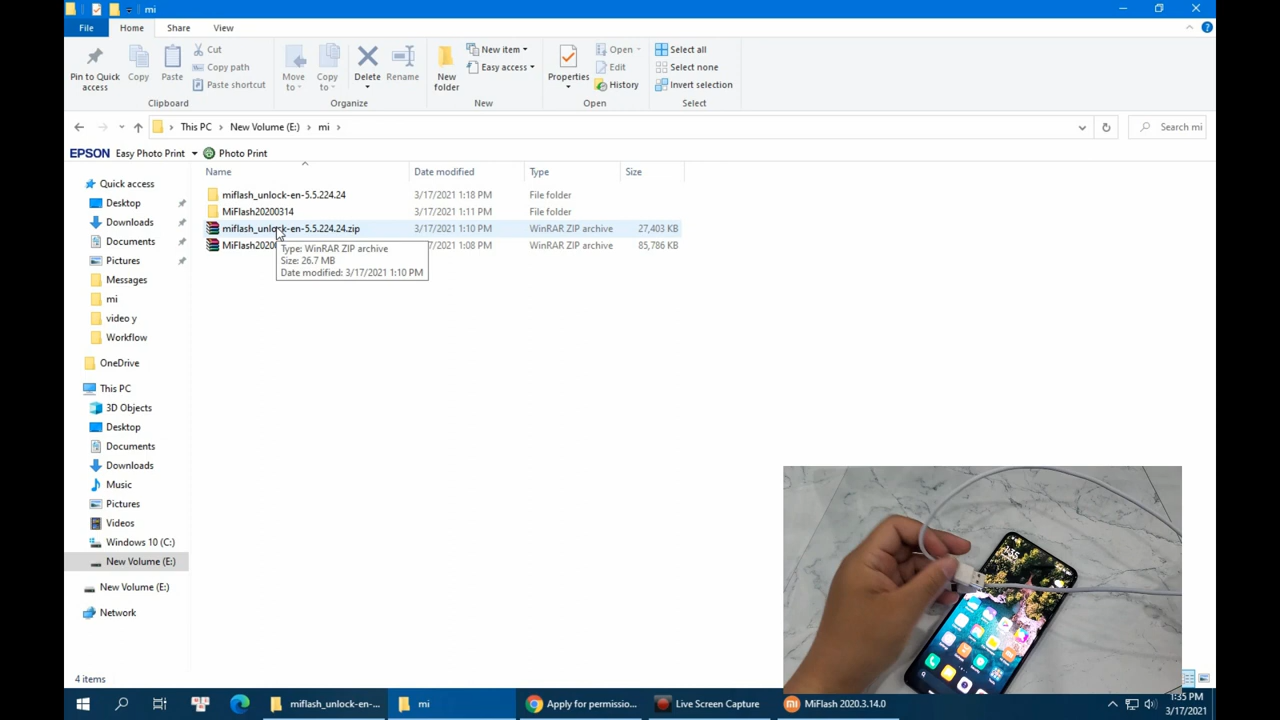 mi
File Home Share View
Pin to Quick access
Copy
Paste
Cut
Copy path
Paste shortcut
Clipboard
Move to
Copy to
Delete
Rename
Organize
New folder
New item
Easy access
New
Properties
Open
Edit
History
Open
Select all
Select none
Invert selection
Select
This PC > New Volume (E:) > mi >
Search mi
EPSON Easy Photo Print Photo Print
Name Date modified Type Size
miflash_unlock-en-5.5.224.24 3/17/2021 1:18 PM File folder
MiFlash20200314 3/17/2021 1:11 PM File folder
miflash_unlock-en-5.5.224.24.zip 3/17/2021 1:10 PM WinRAR ZIP archive 27,403 KB
MiFlash2020 /17/2021 1:08 PM WinRAR ZIP archive 85,786 KB
Type: WinRAR ZIP archive
Size: 26.7 MB
Date modified: 3/17/2021 1:10 PM
Quick access
Desktop
Downloads
Documents
Pictures
Messages
mi
video y
Workflow
OneDrive
This PC
3D Objects
Desktop
Documents
Downloads
Music
Pictures
Videos
Windows 10 (C:)
New Volume (E:)
New Volume (E:)
Network
4 items
miflash_unlock-en-...
mi
Apply for permissio...
Live Screen Capture
MiFlash 2020.3.14.0
1:35 PM
3/17/2021